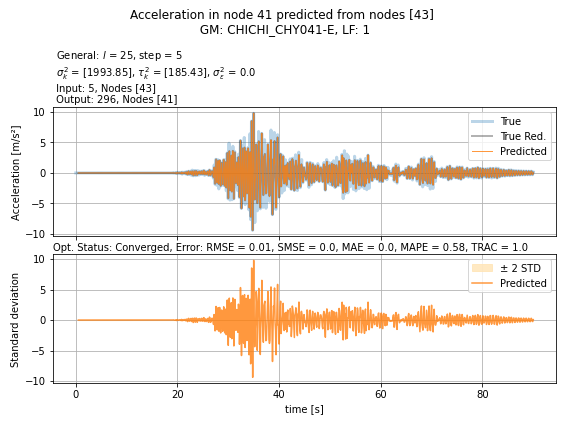 Acceleration in node 41 predicted from nodes [43]
GM: CHICHI_CHY041-E, LF: 1
General: l = 25, step = 5
σ²ₖ = [1993.85], τ²ₖ = [185.43], σ²_ε = 0.0
Input: 5, Nodes [43]
Output: 296, Nodes [41]
10
5
0
−5
−10
Acceleration [m/s²]
True
True Red.
Predicted
Opt. Status: Converged, Error: RMSE = 0.01, SMSE = 0.0, MAE = 0.0, MAPE = 0.58, TRAC = 1.0
10
5
0
−5
−10
Standard deviation
± 2 STD
Predicted
0 20 40 60 80
time [s]